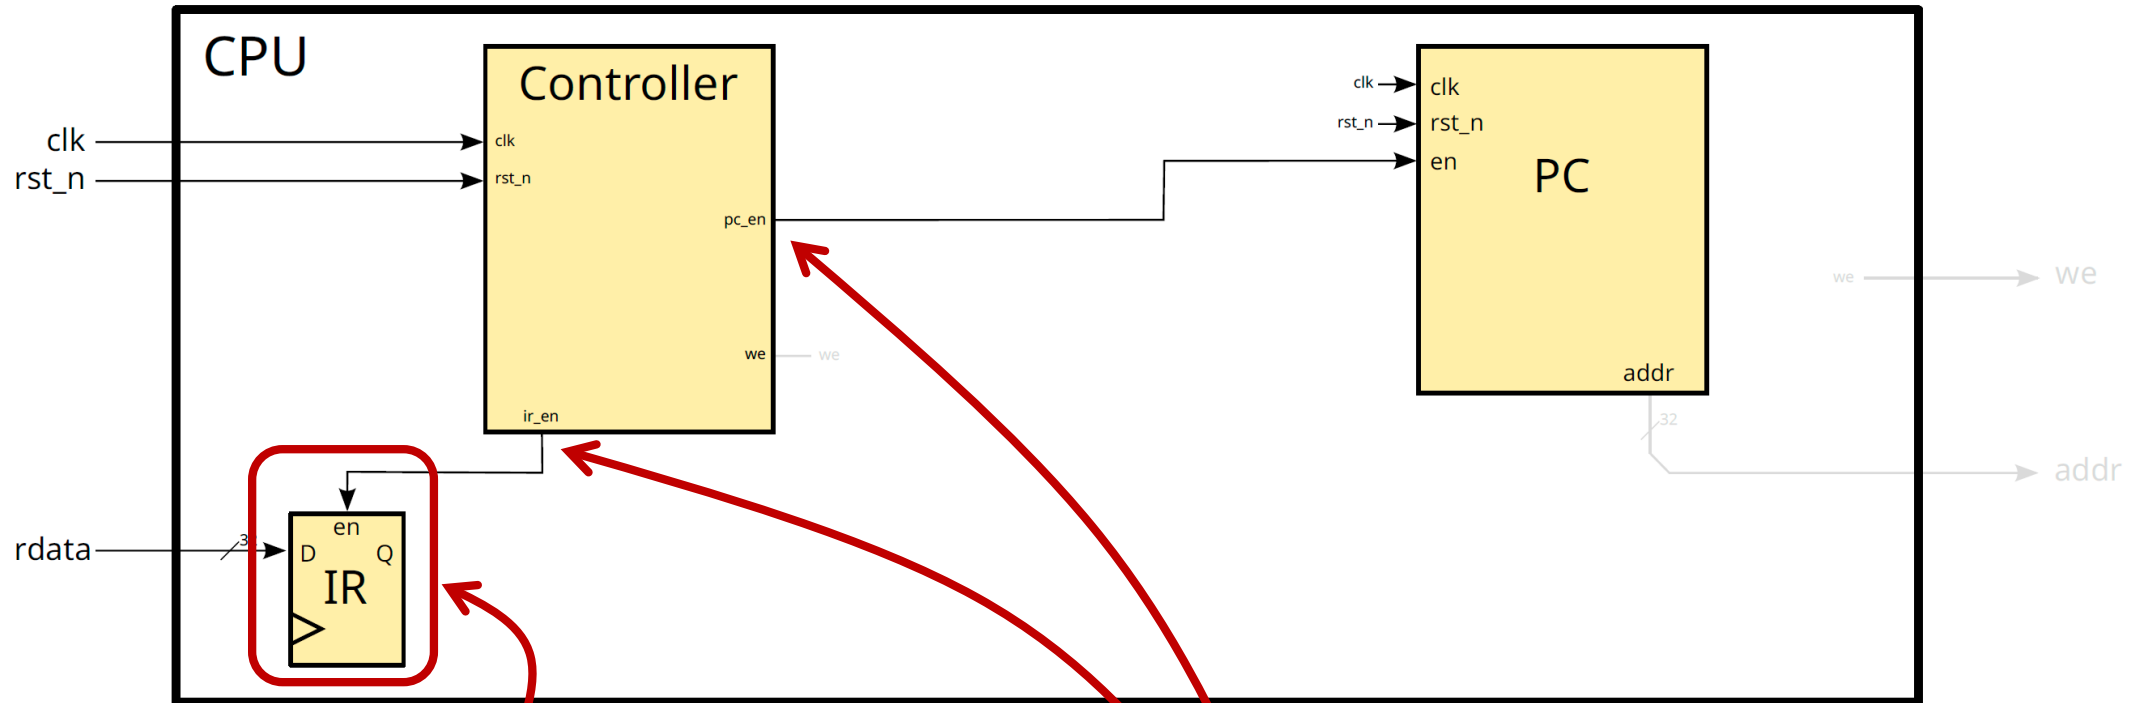 CPU
Controller
clk
rst_n
clk
rst_n
pc_en
we
we
ir_en
clk
rst_n
clk
rst_n
en
PC
addr
32
we
we
addr
rdata
en
D
Q
IR